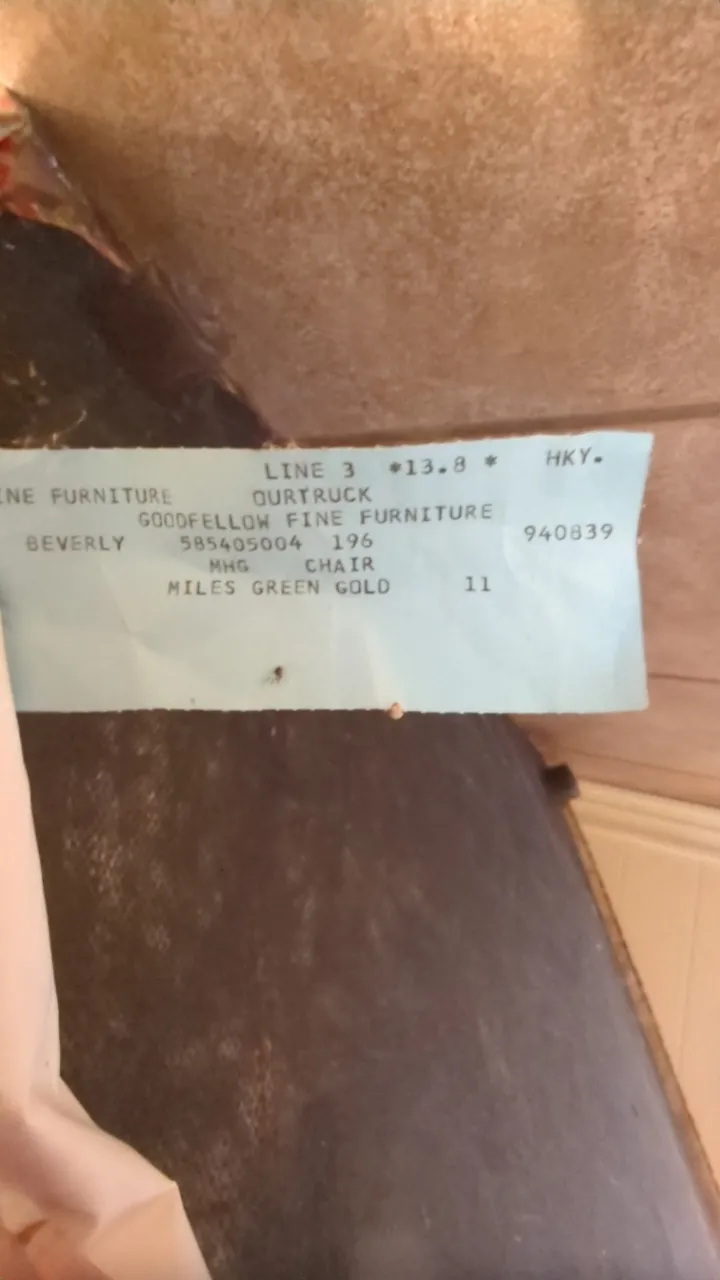 LINE 3 *13.8 * HKY.
INE FURNITURE OURTRUCK
GOODFELLOW FINE FURNITURE
BEVERLY 585405004 196 940839
MHG CHAIR
MILES GREEN GOLD 11